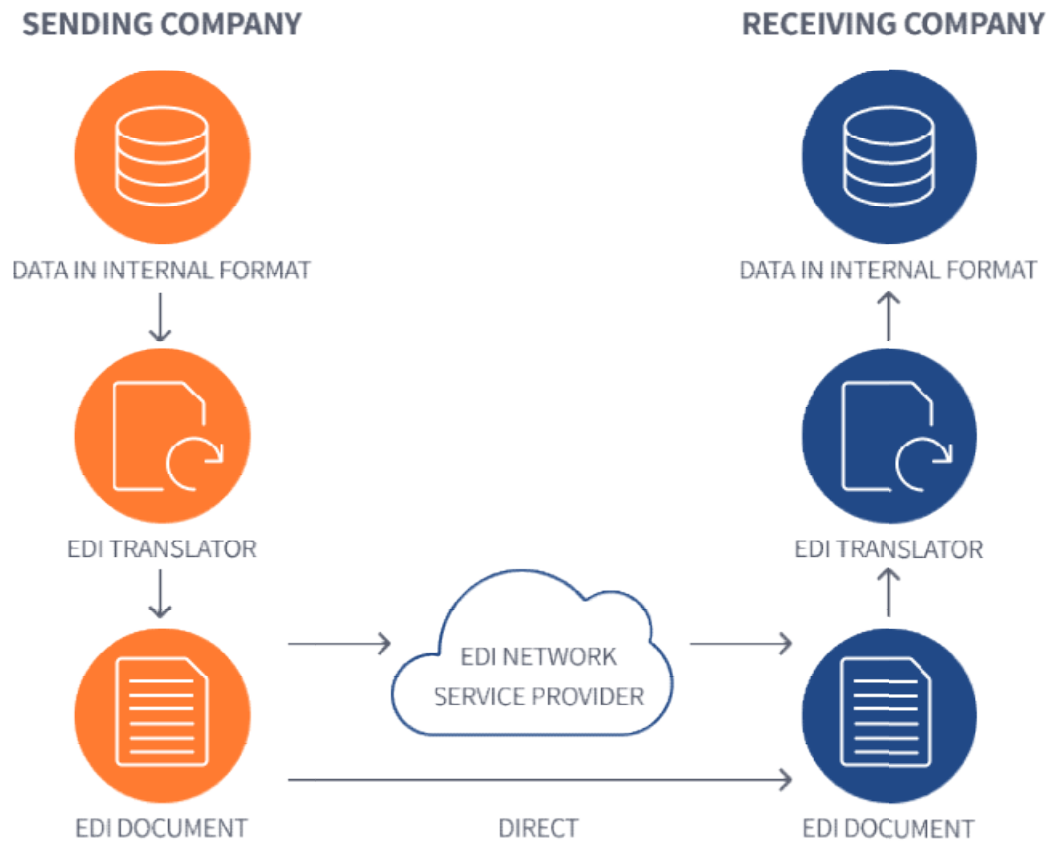 SENDING COMPANY
RECEIVING COMPANY
DATA IN INTERNAL FORMAT
DATA IN INTERNAL FORMAT
EDI TRANSLATOR
EDI TRANSLATOR
EDI NETWORK
SERVICE PROVIDER
EDI DOCUMENT
DIRECT
EDI DOCUMENT